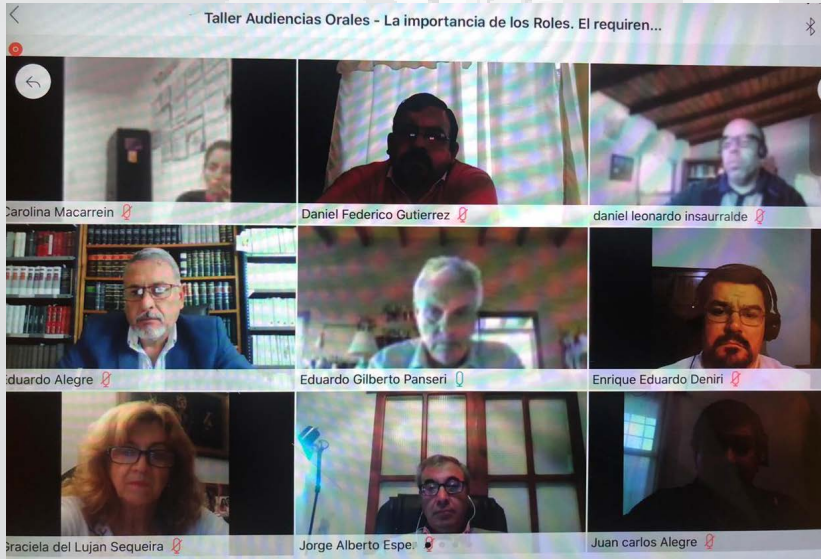 Taller Audiencias Orales - La importancia de los Roles. El requiren...
Carolina Macarrein
Daniel Federico Gutierrez
daniel leonardo insaurralde
Eduardo Alegre
Eduardo Gilberto Panseri
Enrique Eduardo Deniri
Graciela del Lujan Sequeira
Jorge Alberto Espe
Juan carlos Alegre